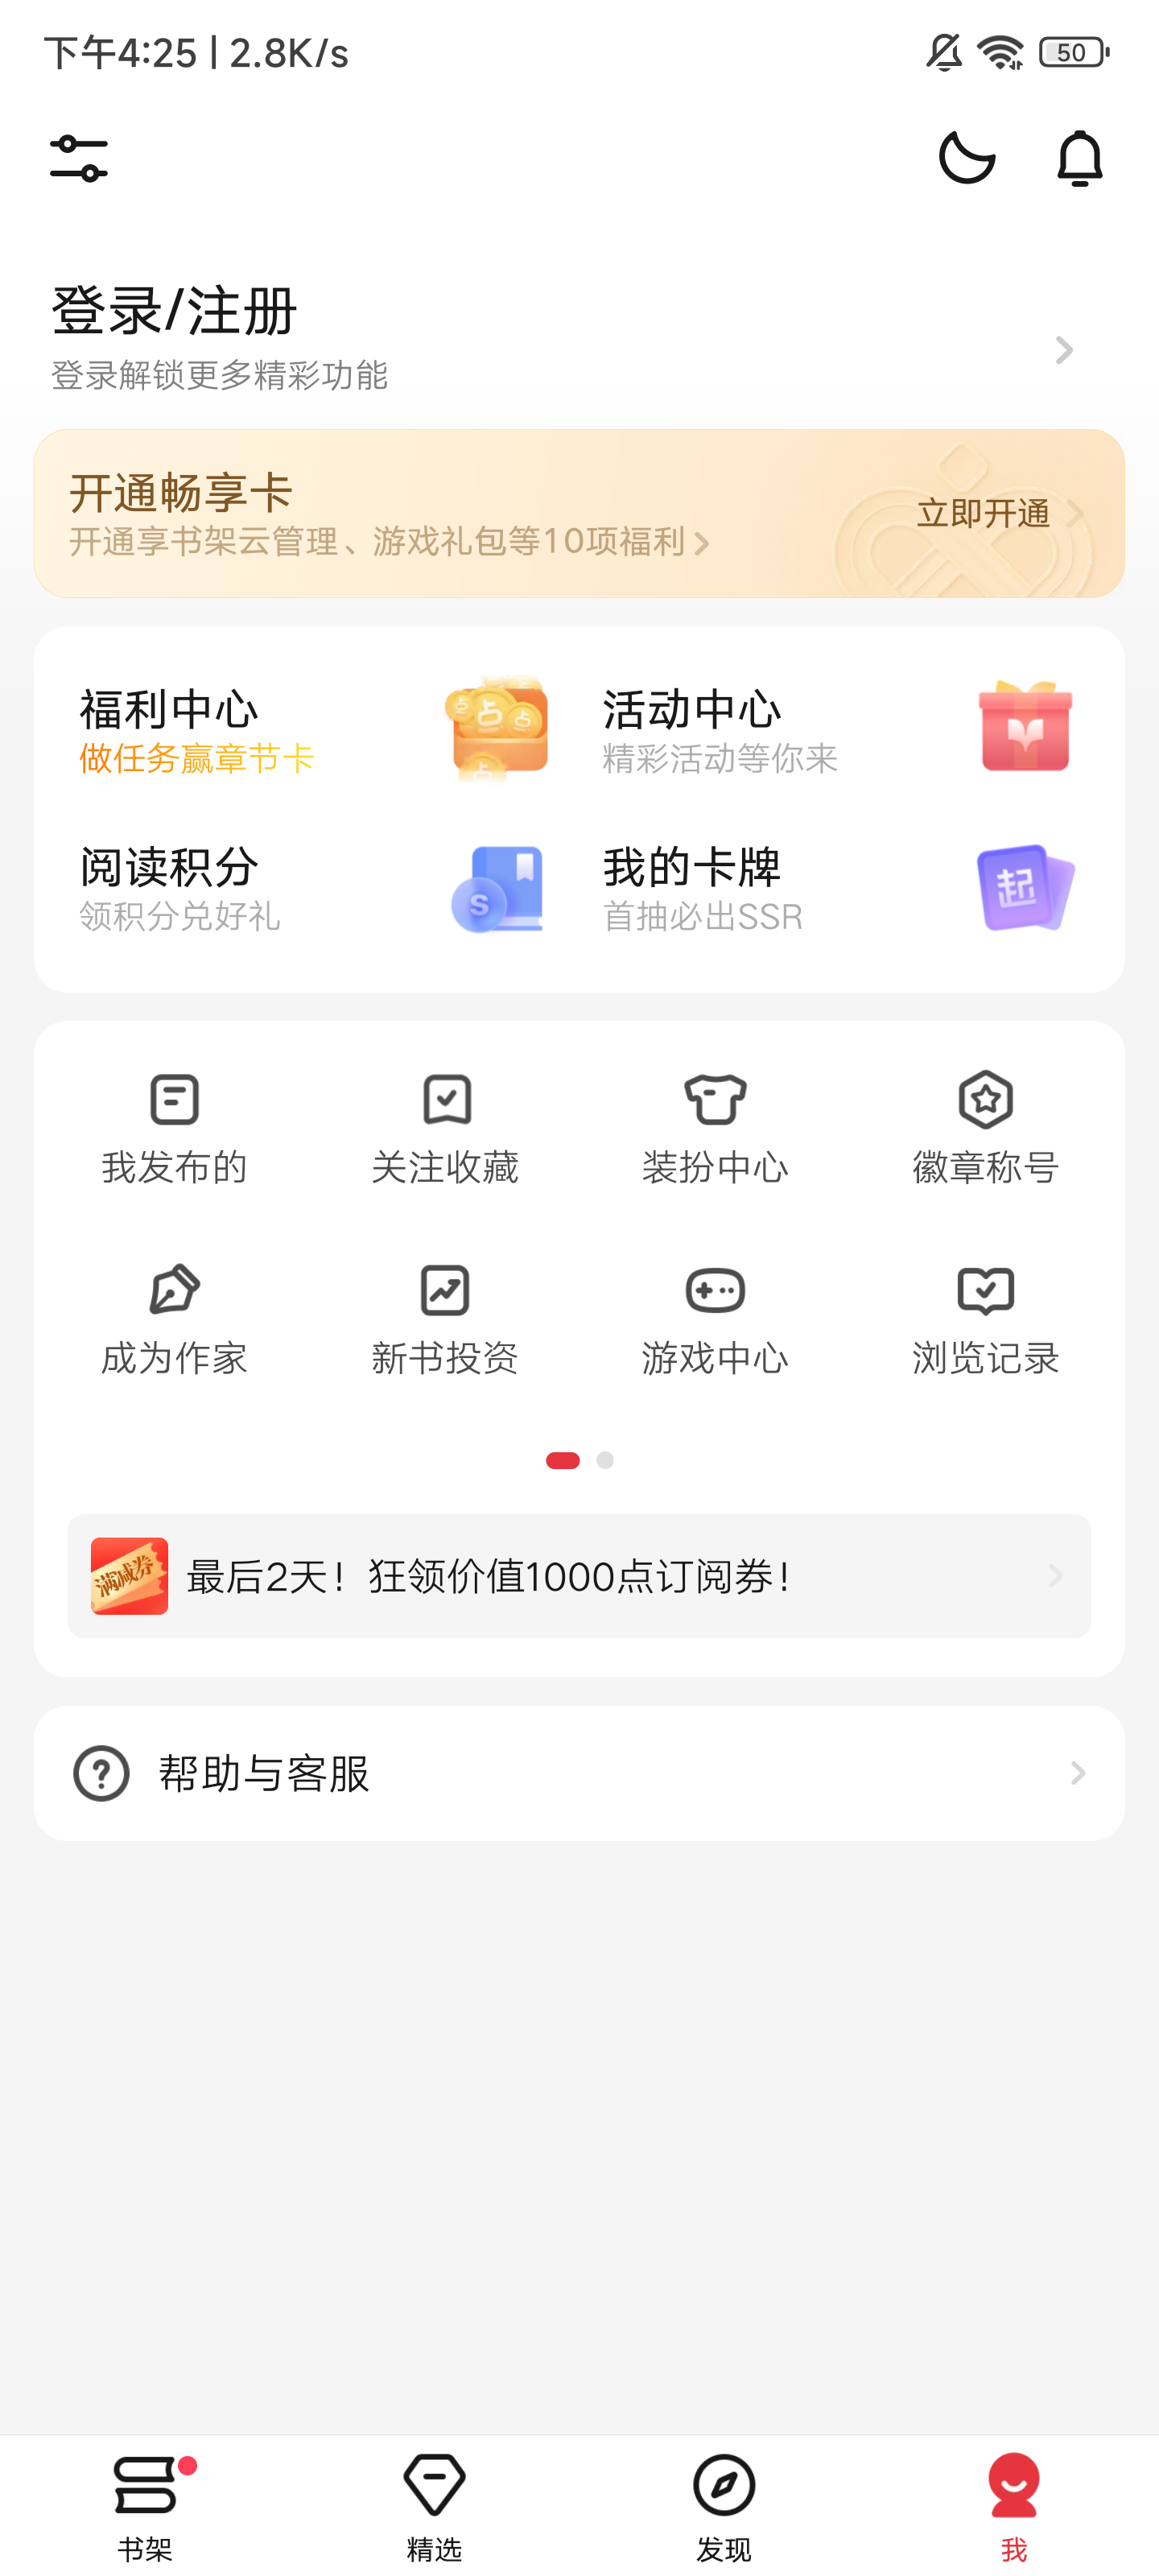 下午4:25 | 2.8K/s
50
登录/注册
登录解锁更多精彩功能
开通畅享卡
开通享书架云管理、游戏礼包等10项福利
立即开通
福利中心
做任务赢章节卡
活动中心
精彩活动等你来
阅读积分
领积分兑好礼
我的卡牌
首抽必出SSR
我发布的
关注收藏
装扮中心
徽章称号
成为作家
新书投资
游戏中心
浏览记录
满减券
最后2天！狂领价值1000点订阅券！
帮助与客服
书架
精选
发现
我